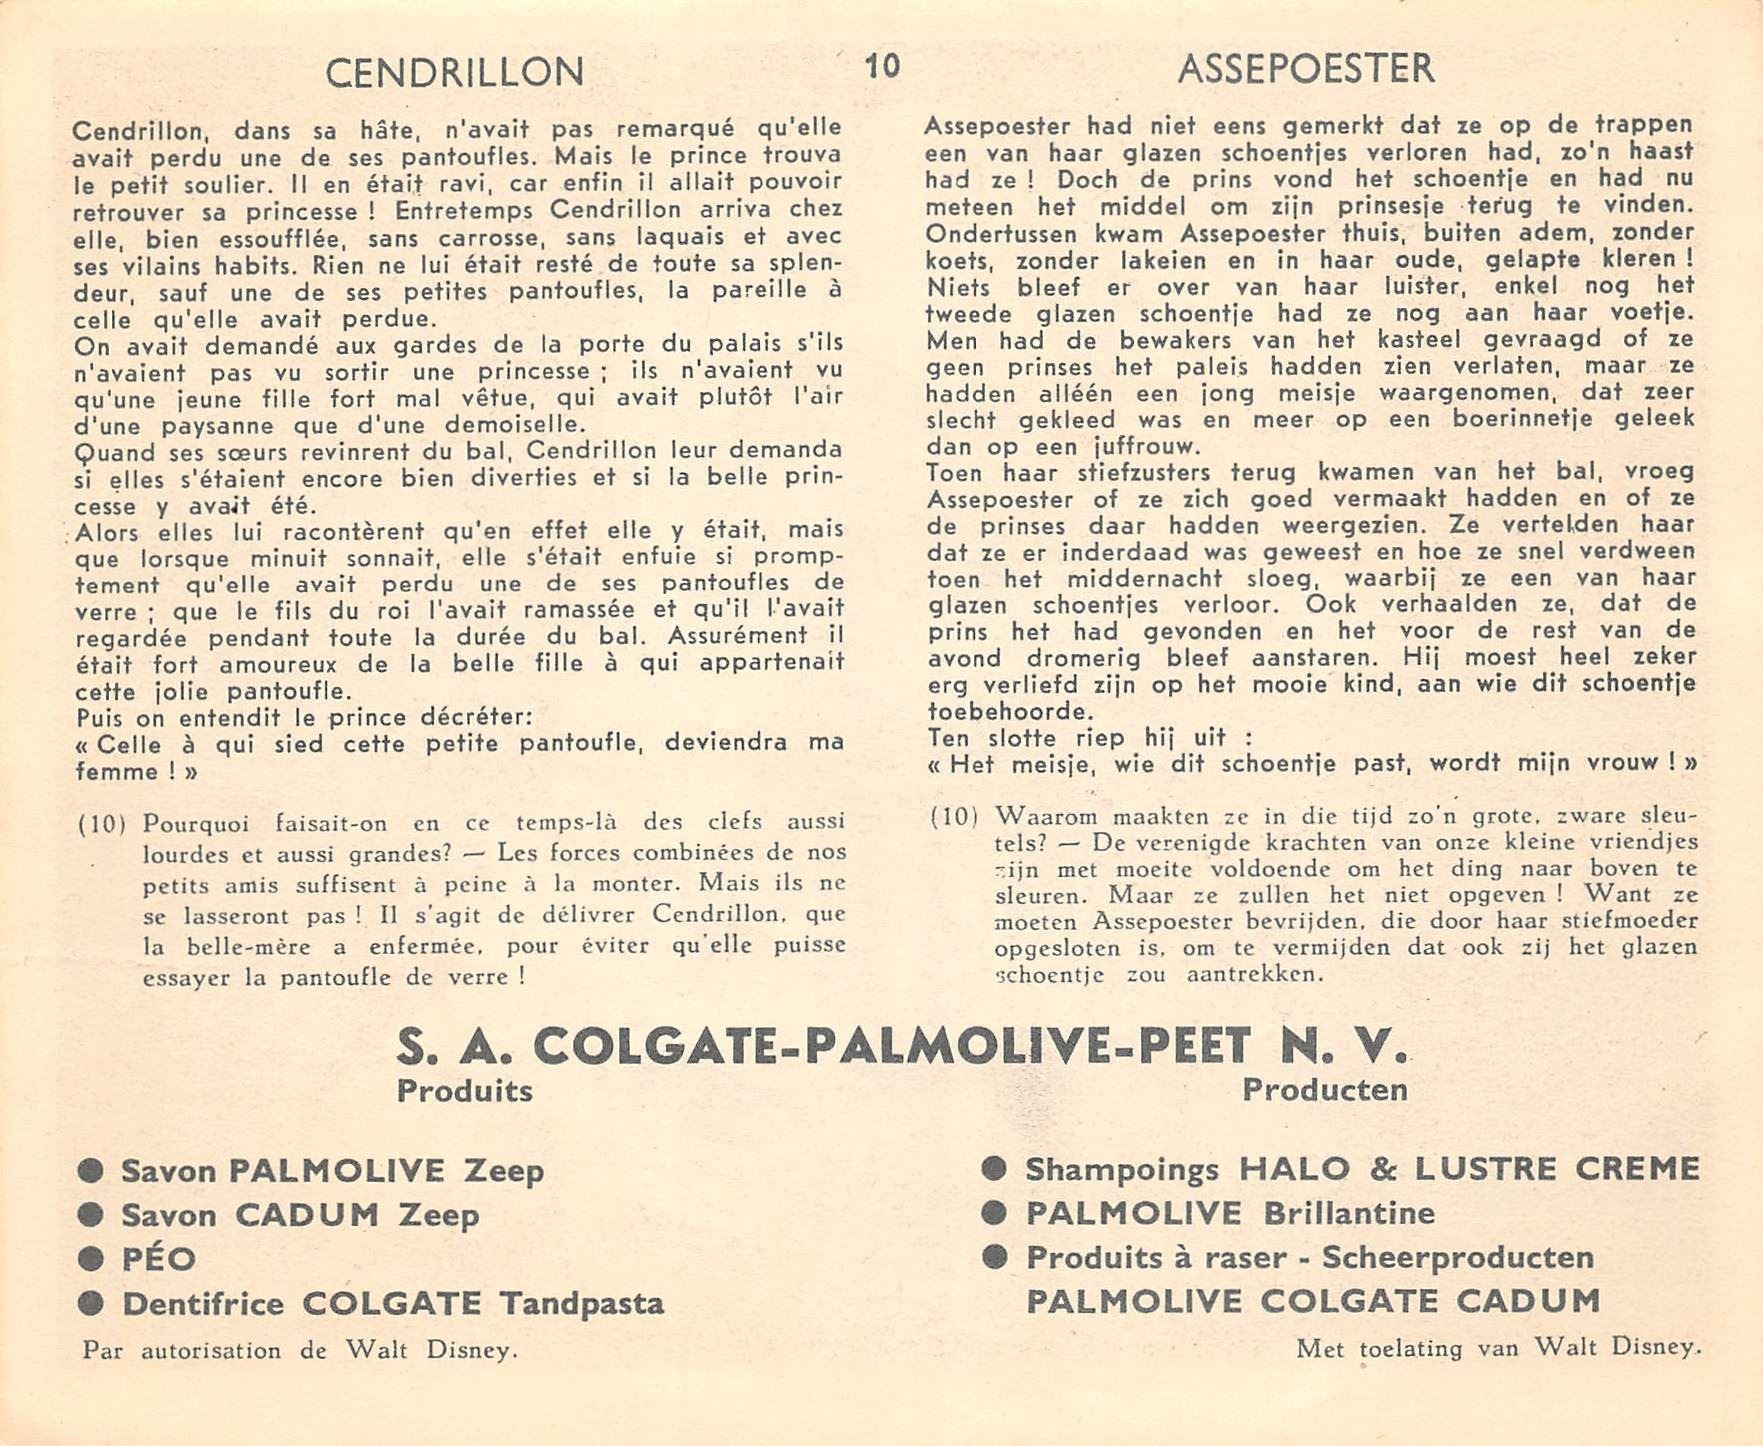 CENDRILLON
Cendrillon, dans sa hâte, n'avait pas remarqué qu'elle
avait perdu une de ses pantoufles. Mais le prince trouva
le petit soulier. Il en était ravi, car enfin il allait pouvoir
retrouver sa princesse ! Entretemps Cendrillon arriva chez
elle, bien essoufflée, sans carrosse, sans laquais et avec
ses vilains habits. Rien ne lui était resté de toute sa splen-
deur, sauf une de ses petites pantoufles, la pareille à
celle qu'elle avait perdue.
On avait demandé aux gardes de la porte du palais s'ils
n'avaient pas vu sortir une princesse ; ils n'avaient vu
qu'une jeune fille fort mal vêtue, qui avait plutôt l'air
d'une paysanne que d'une demoiselle.
Quand ses sœurs revinrent du bal, Cendrillon leur demanda
si elles s'étaient encore bien diverties et si la belle prin-
cesse y avait été.
Alors elles lui racontèrent qu'en effet elle y était, mais
que lorsque minuit sonnait, elle s'était enfuie si promp-
tement qu'elle avait perdu une de ses pantoufles de
verre ; que le fils du roi l'avait ramassée et qu'il l'avait
regardée pendant toute la durée du bal. Assurément il
était fort amoureux de la belle fille à qui appartenait
cette jolie pantoufle.
Puis on entendit le prince décréter:
« Celle à qui sied cette petite pantoufle, deviendra ma
femme ! »
(10) Pourquoi faisait-on en ce temps-là des clefs aussi
lourdes et aussi grandes? — Les forces combinées de nos
petits amis suffisent à peine à la monter. Mais ils ne
se lasseront pas ! Il s'agit de délivrer Cendrillon, que
la belle-mère a enfermée, pour éviter qu'elle puisse
essayer la pantoufle de verre !
10
ASSEPOESTER
Assepoester had niet eens gemerkt dat ze op de trappen
een van haar glazen schoentjes verloren had, zo'n haast
had ze ! Doch de prins vond het schoentje en had nu
meteen het middel om zijn prinsesje terug te vinden.
Ondertussen kwam Assepoester thuis, buiten adem, zonder
koets, zonder lakeien en in haar oude, gelapte kleren !
Niets bleef er over van haar luister, enkel nog het
tweede glazen schoentje had ze nog aan haar voetje.
Men had de bewakers van het kasteel gevraagd of ze
geen prinses het paleis hadden zien verlaten, maar ze
hadden alléén een jong meisje waargenomen, dat zeer
slecht gekleed was en meer op een boerinnetje geleek
dan op een juffrouw.
Toen haar stiefzusters terug kwamen van het bal, vroeg
Assepoester of ze zich goed vermaakt hadden en of ze
de prinses daar hadden weergezien. Ze vertelden haar
dat ze er inderdaad was geweest en hoe ze snel verdween
toen het middernacht sloeg, waarbij ze een van haar
glazen schoentjes verloor. Ook verhaalden ze, dat de
prins het had gevonden en het voor de rest van de
avond dromerig bleef aanstaren. Hij moest heel zeker
erg verliefd zijn op het mooie kind, aan wie dit schoentje
toebehoorde.
Ten slotte riep hij uit :
« Het meisje, wie dit schoentje past, wordt mijn vrouw ! »
(10) Waarom maakten ze in die tijd zo'n grote, zware sleu-
tels? — De verenigde krachten van onze kleine vriendjes
zijn met moeite voldoende om het ding naar boven te
sleuren. Maar ze zullen het niet opgeven ! Want ze
moeten Assepoester bevrijden, die door haar stiefmoeder
opgesloten is, om te vermijden dat ook zij het glazen
schoentje zou aantrekken.
S. A. COLGATE-PALMOLIVE-PEET N. V.
Produits
Producten
● Savon PALMOLIVE Zeep
● Savon CADUM Zeep
● PÉO
● Dentifrice COLGATE Tandpasta
Par autorisation de Walt Disney.
● Shampoings HALO & LUSTRE CREME
● PALMOLIVE Brillantine
● Produits à raser - Scheerproducten
PALMOLIVE COLGATE CADUM
Met toelating van Walt Disney.